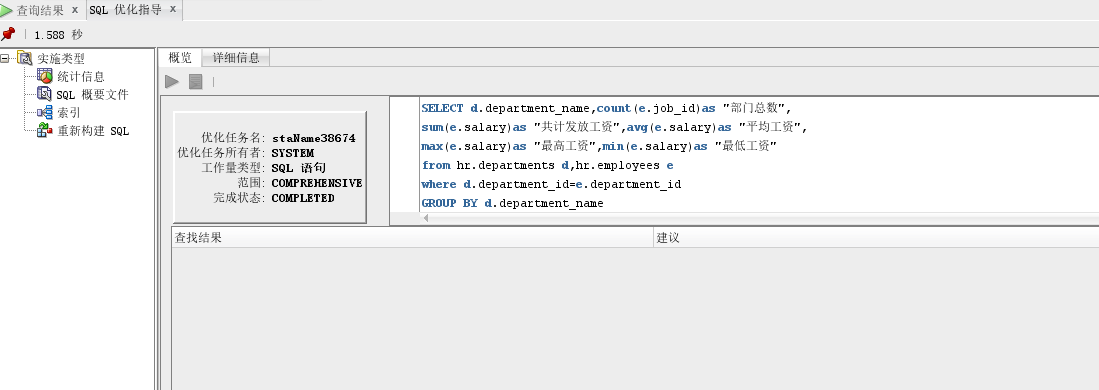 查询结果 x SQL 优化指导 x
1.588 秒
实施类型
统计信息
SQL 概要文件
索引
重新构建 SQL
概览 详细信息
优化任务名: staName38674
优化任务所有者: SYSTEM
工作量类型: SQL 语句
范围: COMPREHENSIVE
完成状态: COMPLETED
SELECT d.department_name,count(e.job_id)as "部门总数",
sum(e.salary)as "共计发放工资",avg(e.salary)as "平均工资",
max(e.salary)as "最高工资",min(e.salary)as "最低工资"
from hr.departments d,hr.employees e
where d.department_id=e.department_id
GROUP BY d.department_name
查找结果 建议